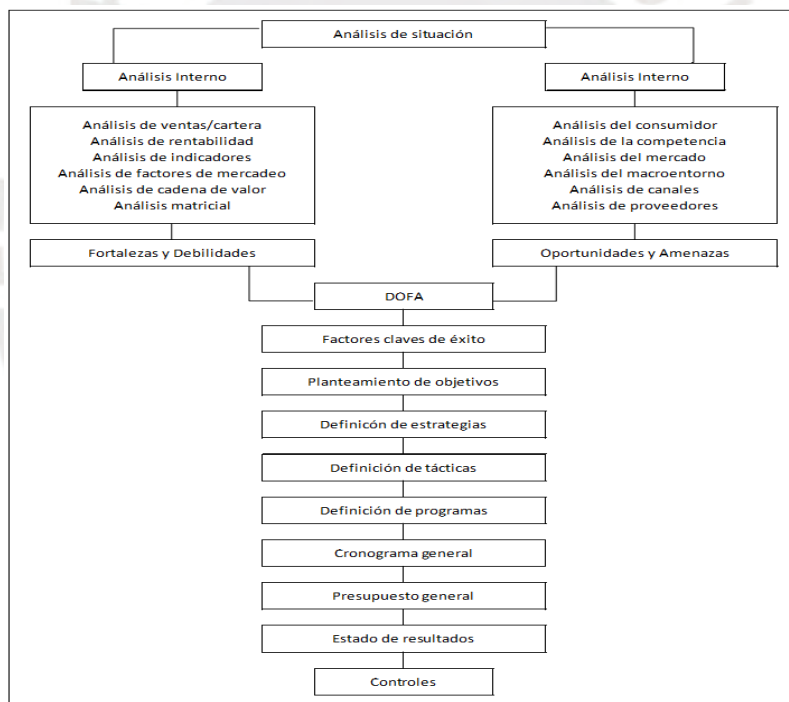 Análisis de situación
Análisis Interno
Análisis Interno
Análisis de ventas/cartera
Análisis de rentabilidad
Análisis de indicadores
Análisis de factores de mercadeo
Análisis de cadena de valor
Análisis matricial
Análisis del consumidor
Análisis de la competencia
Análisis del mercado
Análisis del macroentorno
Análisis de canales
Análisis de proveedores
Fortalezas y Debilidades
Oportunidades y Amenazas
DOFA
Factores claves de éxito
Planteamiento de objetivos
Definicón de estrategias
Definición de tácticas
Definición de programas
Cronograma general
Presupuesto general
Estado de resultados
Controles